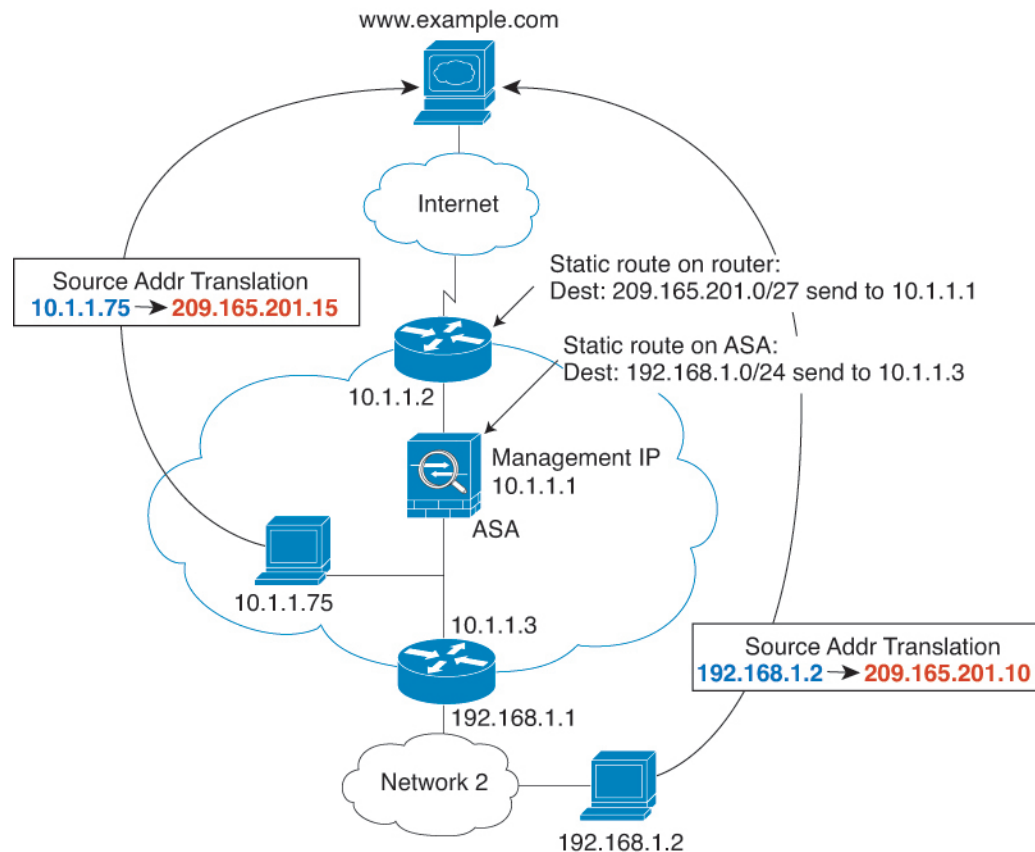 www.example.com
Internet
Source Addr Translation
10.1.1.75 → 209.165.201.15
Static route on router:
Dest: 209.165.201.0/27 send to 10.1.1.1
Static route on ASA:
Dest: 192.168.1.0/24 send to 10.1.1.3
10.1.1.2
Management IP
10.1.1.1
ASA
10.1.1.75
10.1.1.3
Source Addr Translation
192.168.1.2 → 209.165.201.10
192.168.1.1
Network 2
192.168.1.2